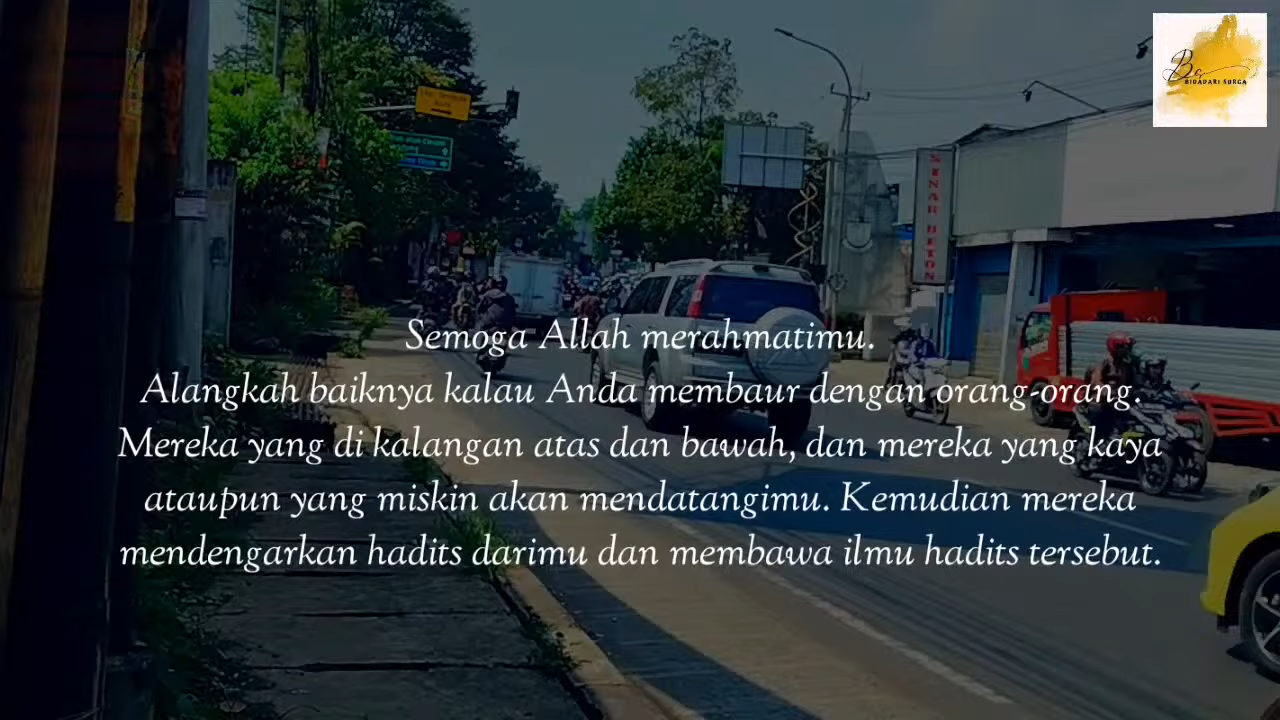 BIDADARI SURGA
SINAR BETON
Semoga Allah merahmatimu.
Alangkah baiknya kalau Anda membaur dengan orang-orang.
Mereka yang di kalangan atas dan bawah, dan mereka yang kaya
ataupun yang miskin akan mendatangimu. Kemudian mereka
mendengarkan hadits darimu dan membawa ilmu hadits tersebut.